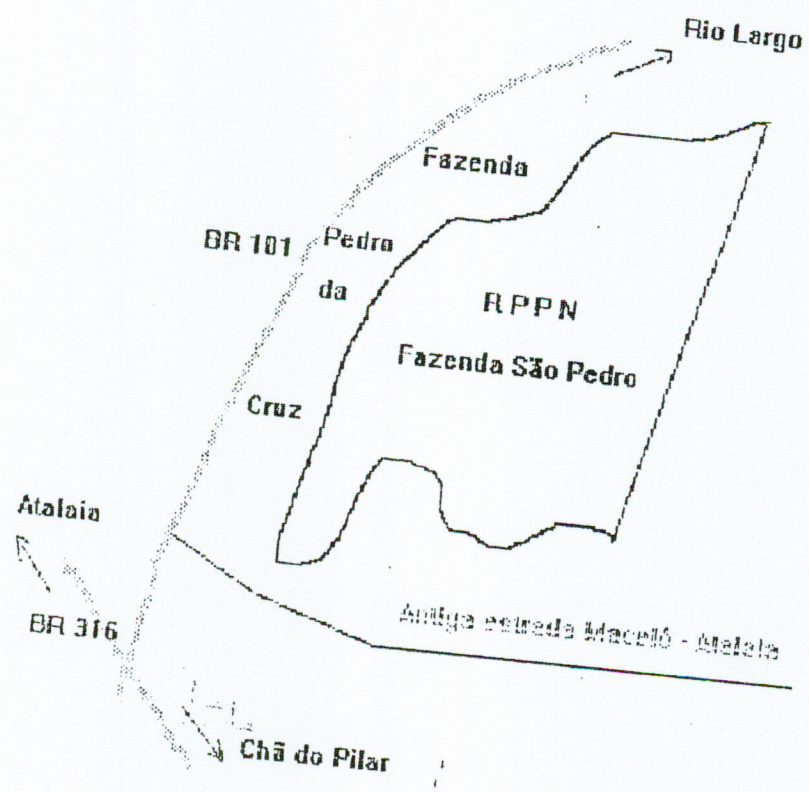 Rio Largo
Fazenda
BR 101
Pedro
da
RPPN
Fazenda São Pedro
Cruz
Atalaia
Antiga estrada Maceió - Atalaia
BR 316
Chã do Pilar